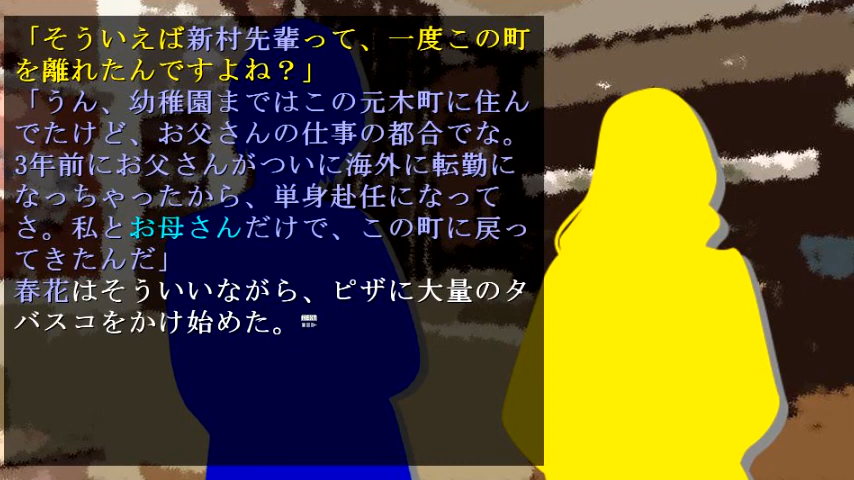 「そういえば新村先輩って、一度この町
を離れたんですよね？」
「うん、幼稚園まではこの元木町に住ん
でたけど、お父さんの仕事の都合でな。
3年前にお父さんがついに海外に転勤に
なっちゃったから、単身赴任になって
さ。私とお母さんだけで、この町に戻っ
てきたんだ」
春花はそういいながら、ピザに大量のタ
バスコをかけ始めた。